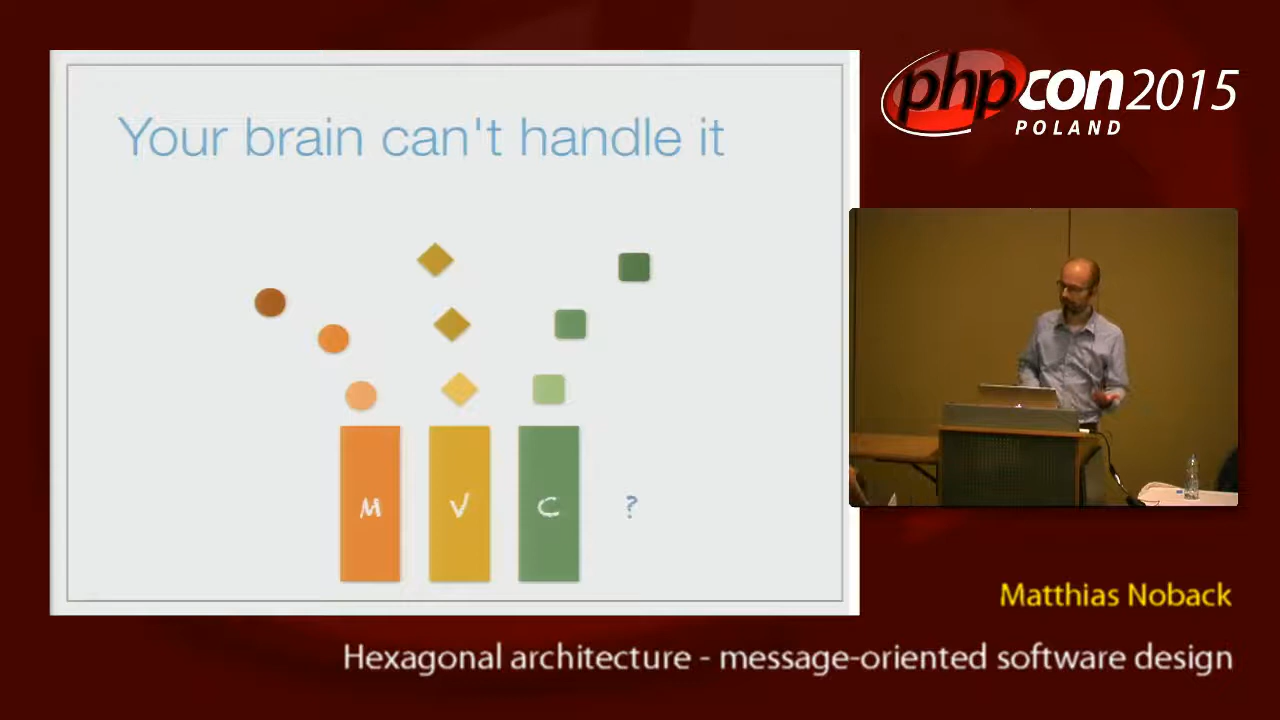 Your brain can't handle it
M
V
C
?
phpcon2015
POLAND
Matthias Noback
Hexagonal architecture - message-oriented software design